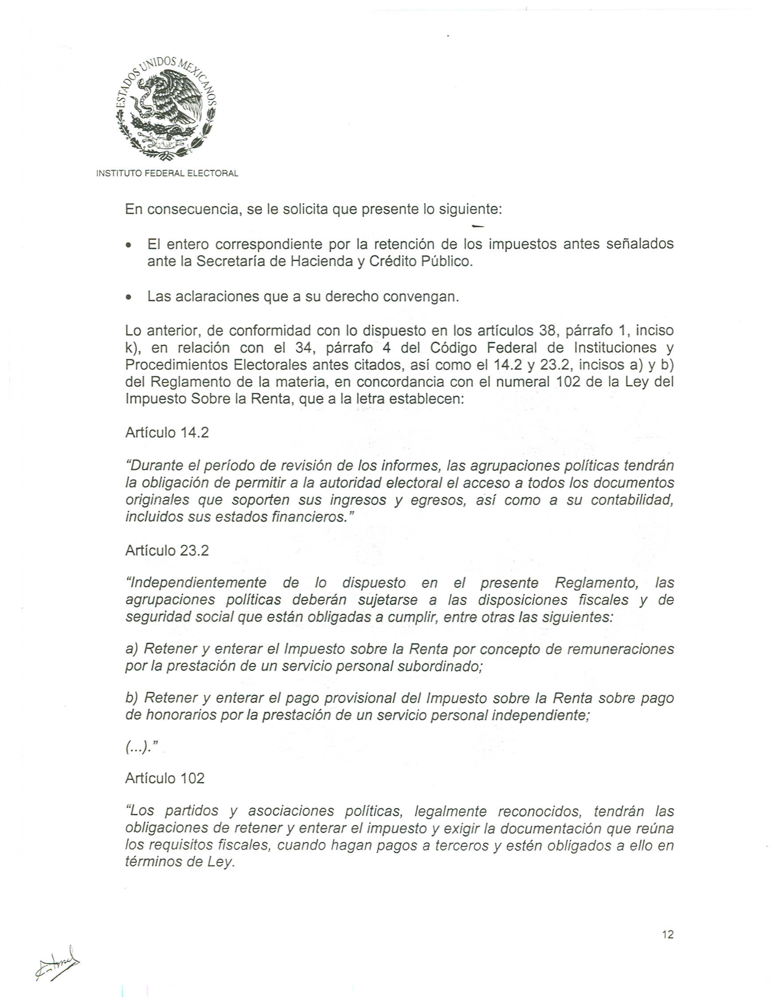 ESTADOS UNIDOS MEXICANOS
INSTITUTO FEDERAL ELECTORAL
En consecuencia, se le solicita que presente lo siguiente:
• El entero correspondiente por la retención de los impuestos antes señalados
ante la Secretaría de Hacienda y Crédito Público.
• Las aclaraciones que a su derecho convengan.
Lo anterior, de conformidad con lo dispuesto en los artículos 38, párrafo 1, inciso
k), en relación con el 34, párrafo 4 del Código Federal de Instituciones y
Procedimientos Electorales antes citados, así como el 14.2 y 23.2, incisos a) y b)
del Reglamento de la materia, en concordancia con el numeral 102 de la Ley del
Impuesto Sobre la Renta, que a la letra establecen:
Artículo 14.2
“Durante el período de revisión de los informes, las agrupaciones políticas tendrán
la obligación de permitir a la autoridad electoral el acceso a todos los documentos
originales que soporten sus ingresos y egresos, así como a su contabilidad,
incluidos sus estados financieros.”
Artículo 23.2
“Independientemente de lo dispuesto en el presente Reglamento, las
agrupaciones políticas deberán sujetarse a las disposiciones fiscales y de
seguridad social que están obligadas a cumplir, entre otras las siguientes:
a) Retener y enterar el Impuesto sobre la Renta por concepto de remuneraciones
por la prestación de un servicio personal subordinado;
b) Retener y enterar el pago provisional del Impuesto sobre la Renta sobre pago
de honorarios por la prestación de un servicio personal independiente;
(...).”
Artículo 102
“Los partidos y asociaciones políticas, legalmente reconocidos, tendrán las
obligaciones de retener y enterar el impuesto y exigir la documentación que reúna
los requisitos fiscales, cuando hagan pagos a terceros y estén obligados a ello en
términos de Ley.
12